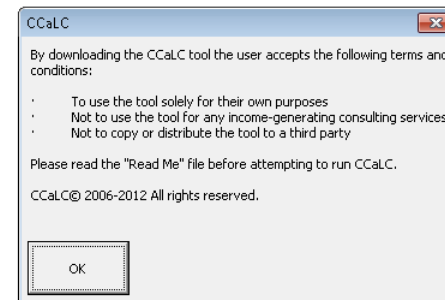 CCaLC
By downloading the CCaLC tool the user accepts the following terms and
conditions:
· To use the tool solely for their own purposes
· Not to use the tool for any income-generating consulting services
· Not to copy or distribute the tool to a third party
Please read the "Read Me" file before attempting to run CCaLC.
CCaLC© 2006-2012 All rights reserved.
OK